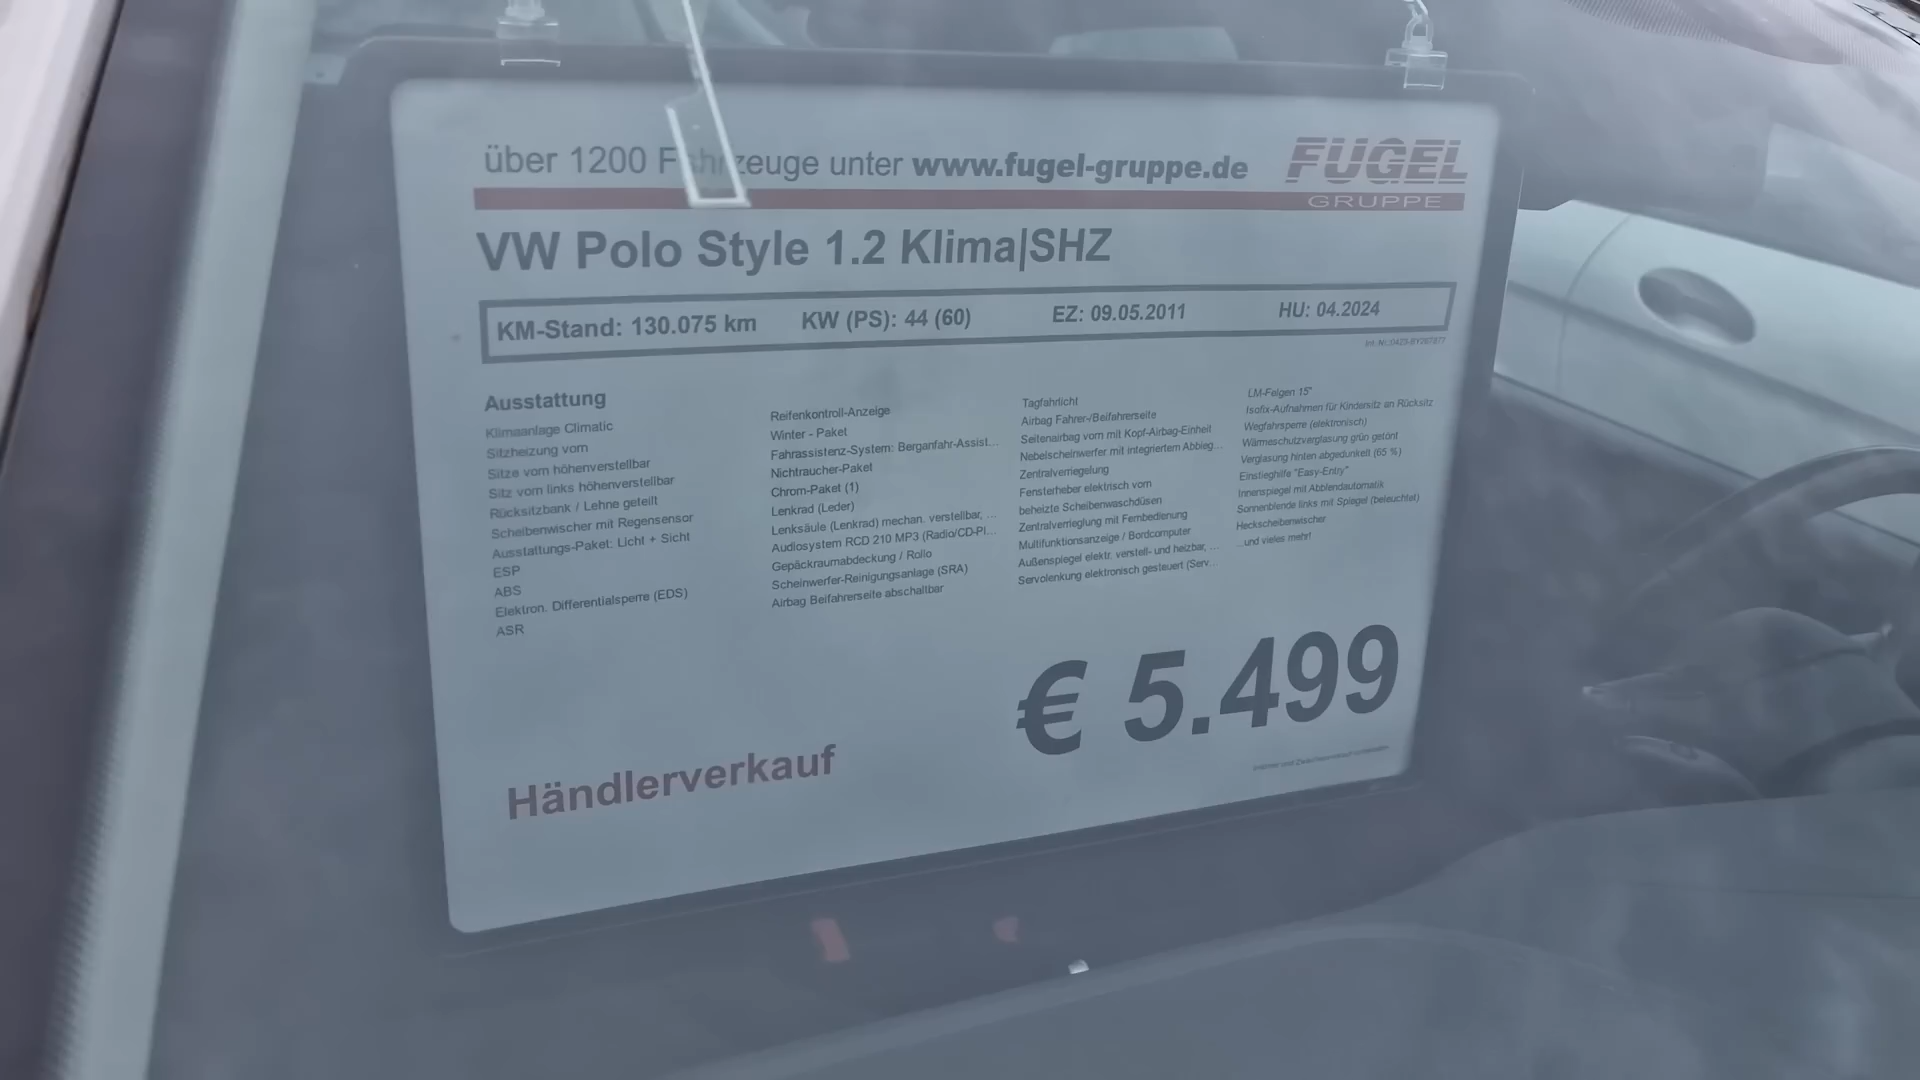 über 1200 Fahrzeuge unter www.fugel-gruppe.de
FUGEL
GRUPPE
VW Polo Style 1.2 Klima|SHZ
KM-Stand: 130.075 km KW (PS): 44 (60) EZ: 09.05.2011 HU: 04.2024
Ausstattung
Klimaanlage Climatic
Sitzheizung vorn
Sitze vorn höhenverstellbar
Sitz vorn links höhenverstellbar
Rücksitzbank / Lehne geteilt
Scheibenwischer mit Regensensor
Ausstattungs-Paket: Licht + Sicht
ESP
ABS
Elektron. Differentialsperre (EDS)
ASR
Reifenkontroll-Anzeige
Winter - Paket
Fahrassistenz-System: Berganfahr-Assist...
Nichtraucher-Paket
Chrom-Paket (1)
Lenkrad (Leder)
Lenksäule (Lenkrad) mechan. verstellbar, ...
Audiosystem RCD 210 MP3 (Radio/CD-Pl...
Gepäckraumabdeckung / Rollo
Scheinwerfer-Reinigungsanlage (SRA)
Airbag Beifahrerseite abschaltbar
Tagfahrlicht
Airbag Fahrer-/Beifahrerseite
Seitenairbag vorn mit Kopf-Airbag-Einheit
Nebelscheinwerfer mit integriertem Abbieg...
Zentralverriegelung
Fensterheber elektrisch vorn
beheizte Scheibenwaschdüsen
Zentralverrieglung mit Fernbedienung
Multifunktionsanzeige / Bordcomputer
Außenspiegel elektr. verstell- und heizbar, ...
Servolenkung elektronisch gesteuert (Serv...
LM-Felgen 15"
Isofix-Aufnahmen für Kindersitz an Rücksitz
Wegfahrsperre (elektronisch)
Wärmeschutzverglasung grün getönt
Verglasung hinten abgedunkelt (65 %)
Einstieghilfe "Easy-Entry"
Innenspiegel mit Abblendautomatik
Sonnenblende links mit Spiegel (beleuchtet)
Heckscheibenwischer
...und vieles mehr!
€ 5.499
Händlerverkauf